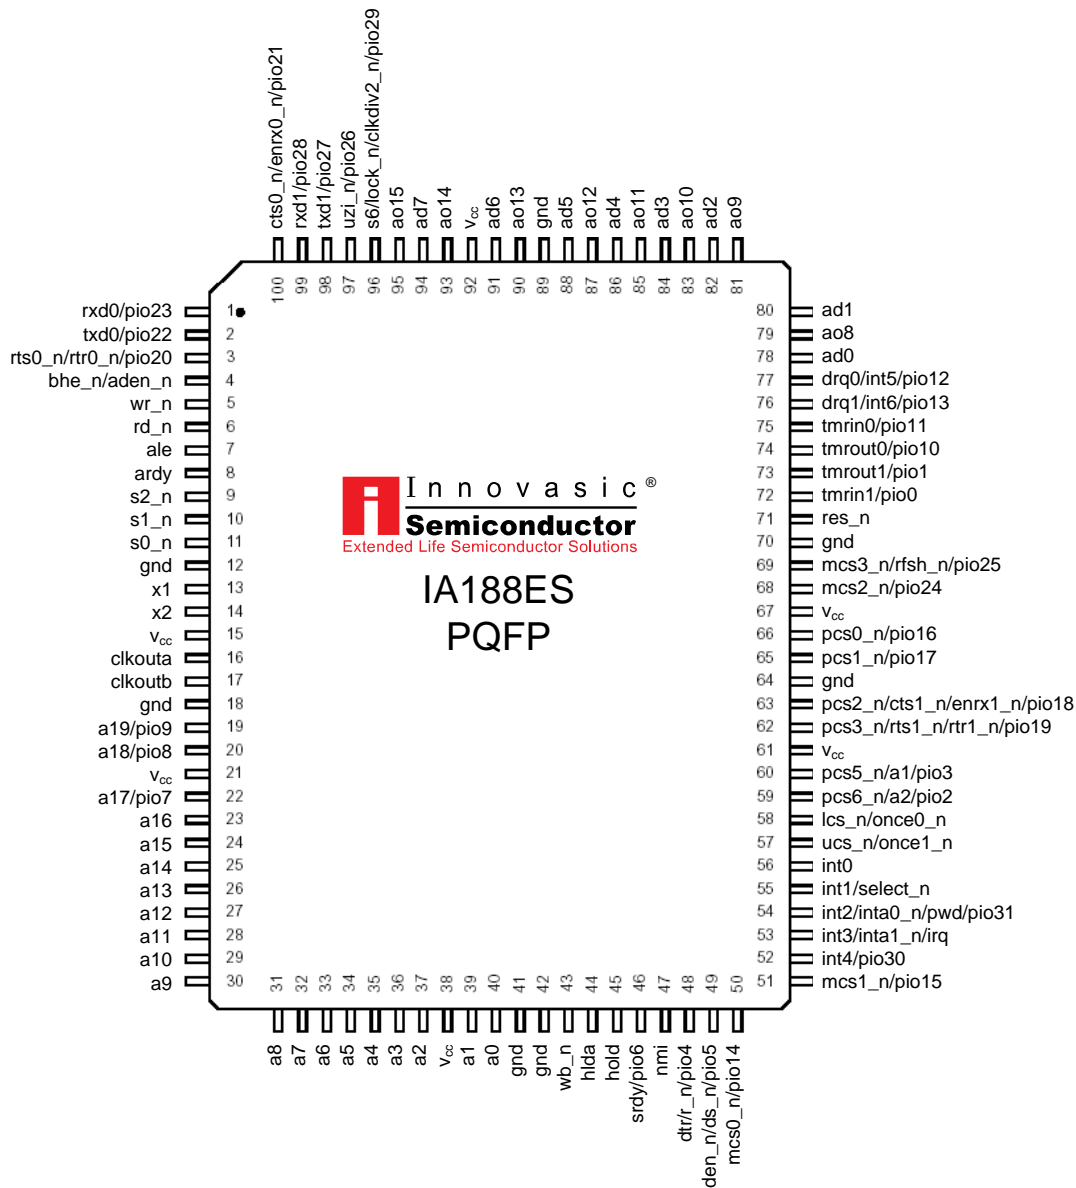 cts0_n/enrx0_n/pio21
rxd1/pio28
txd1/pio27
uzi_n/pio26
s6/lock_n/clkdiv2_n/pio29
ao15
ad7
ao14
vcc
ad6
ao13
gnd
ad5
ao12
ad4
ao11
ad3
ao10
ad2
ao9
100
99
98
97
96
95
94
93
92
91
90
89
88
87
86
85
84
83
82
81
rxd0/pio23 1
txd0/pio22 2
rts0_n/rtr0_n/pio20 3
bhe_n/aden_n 4
wr_n 5
rd_n 6
ale 7
ardy 8
s2_n 9
s1_n 10
s0_n 11
gnd 12
x1 13
x2 14
vcc 15
clkouta 16
clkoutb 17
gnd 18
a19/pio9 19
a18/pio8 20
vcc 21
a17/pio7 22
a16 23
a15 24
a14 25
a13 26
a12 27
a11 28
a10 29
a9 30
i Innovasic ®
Semiconductor
Extended Life Semiconductor Solutions
IA188ES
PQFP
80 ad1
79 ao8
78 ad0
77 drq0/int5/pio12
76 drq1/int6/pio13
75 tmrin0/pio11
74 tmrout0/pio10
73 tmrout1/pio1
72 tmrin1/pio0
71 res_n
70 gnd
69 mcs3_n/rfsh_n/pio25
68 mcs2_n/pio24
67 vcc
66 pcs0_n/pio16
65 pcs1_n/pio17
64 gnd
63 pcs2_n/cts1_n/enrx1_n/pio18
62 pcs3_n/rts1_n/rtr1_n/pio19
61 vcc
60 pcs5_n/a1/pio3
59 pcs6_n/a2/pio2
58 lcs_n/once0_n
57 ucs_n/once1_n
56 int0
55 int1/select_n
54 int2/inta0_n/pwd/pio31
53 int3/inta1_n/irq
52 int4/pio30
51 mcs1_n/pio15
31
32
33
34
35
36
37
38
39
40
41
42
43
44
45
46
47
48
49
50
a8
a7
a6
a5
a4
a3
a2
vcc
a1
a0
gnd
gnd
wb_n
hlda
hold
srdy/pio6
nmi
dtr/r_n/pio4
den_n/ds_n/pio5
mcs0_n/pio14